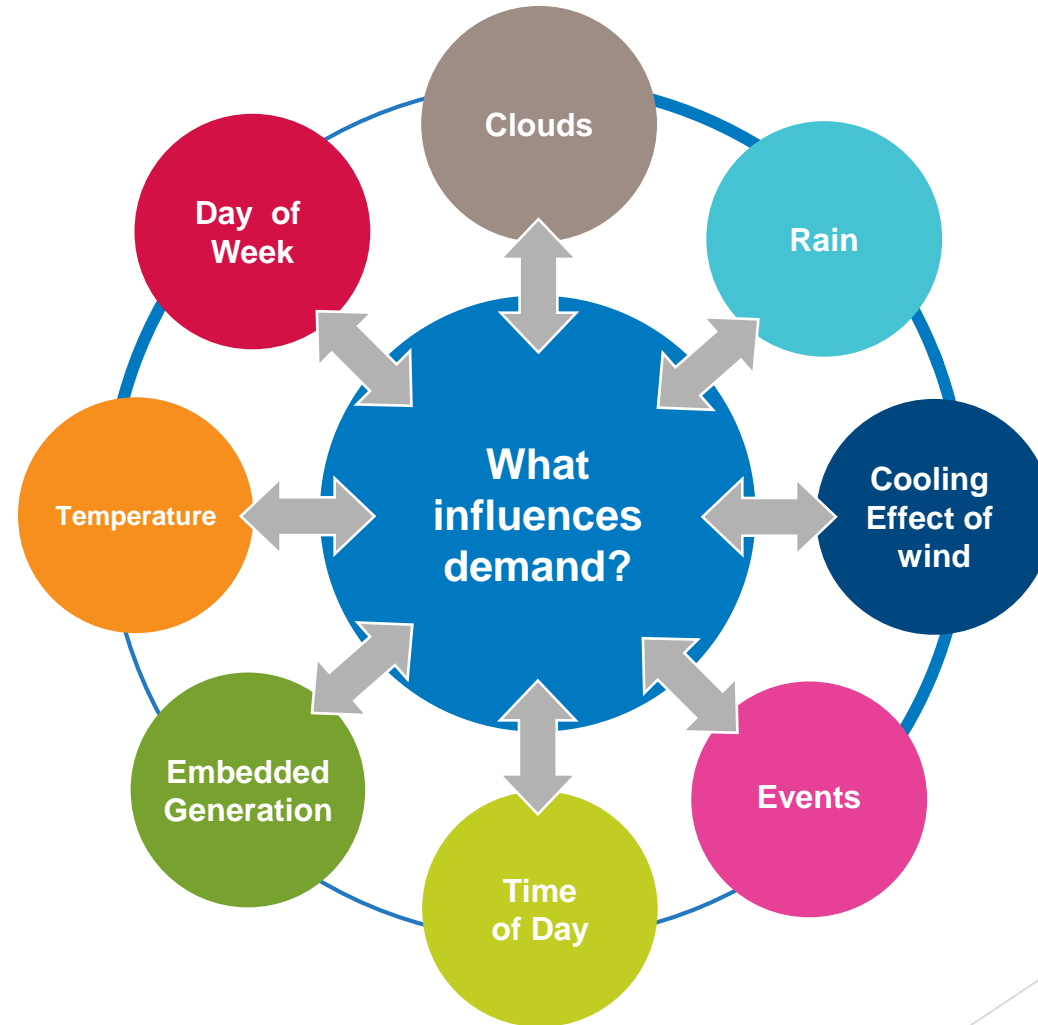 Clouds
Rain
Cooling
Effect of
wind
Events
Time
of Day
Embedded
Generation
Temperature
Day of
Week
What
influences
demand?